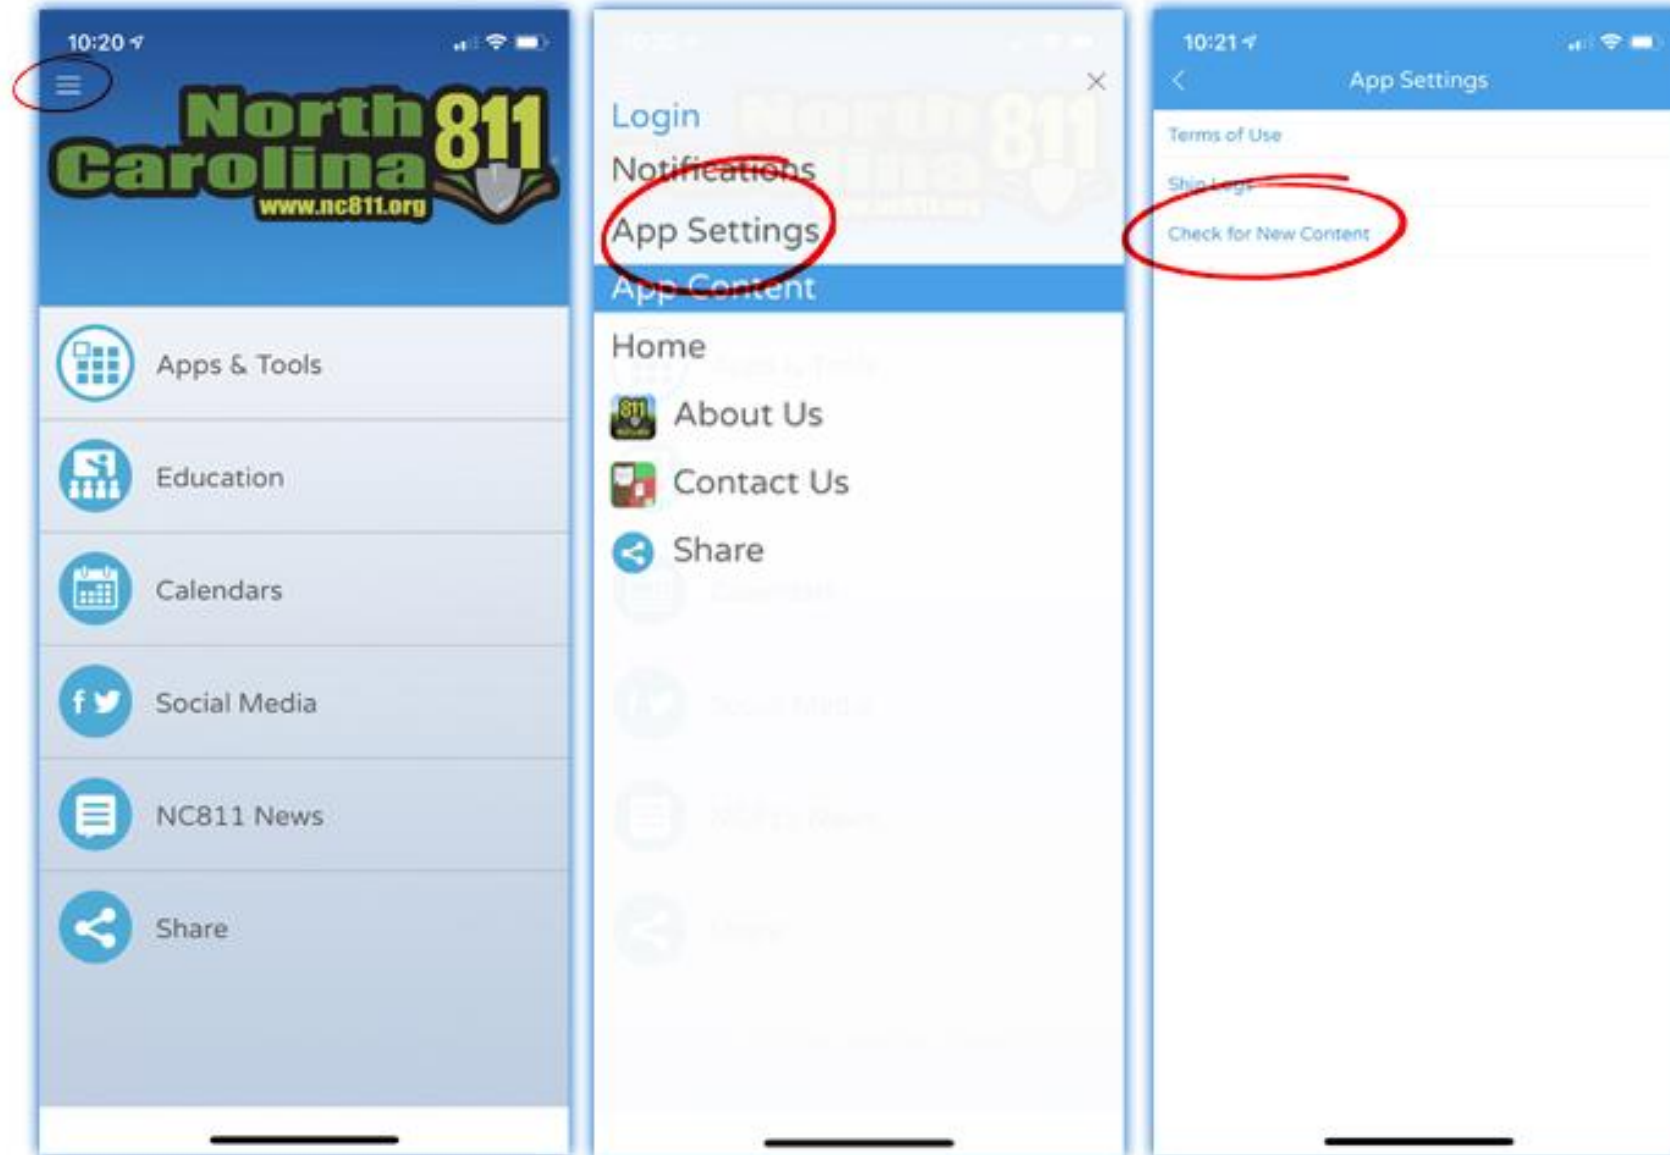 10:20
North
Carolina 811
www.nc811.org
Apps & Tools
Education
Calendars
Social Media
NC811 News
Share
Login
Notifications
App Settings
App Content
Home
About Us
Contact Us
Share
10:21
App Settings
Terms of Use
Ship Logs
Check for New Content